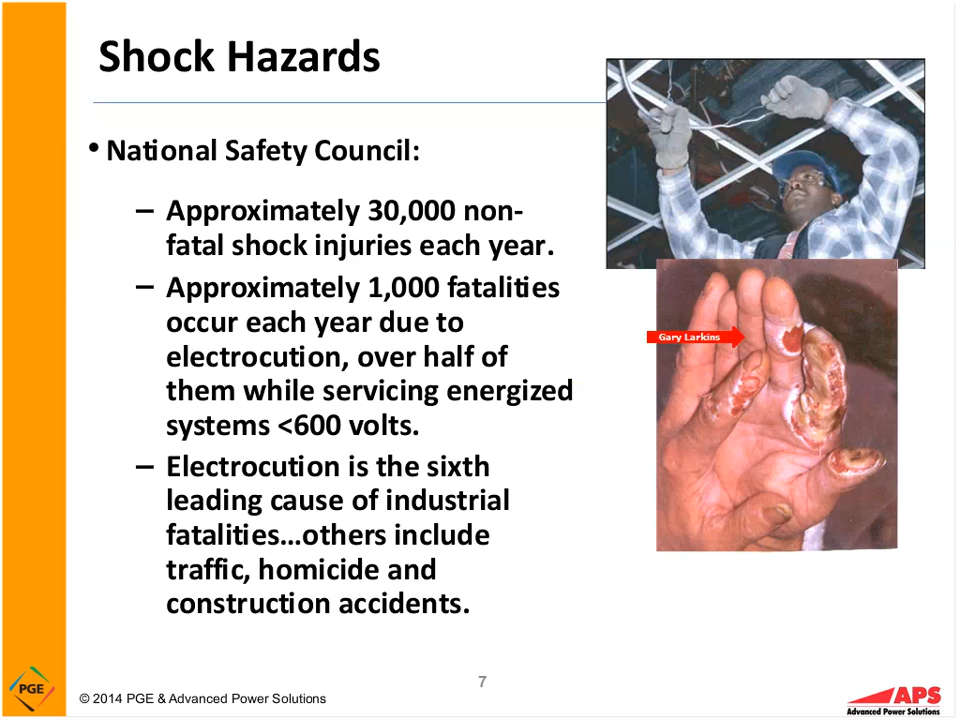 Shock Hazards
• National Safety Council:
– Approximately 30,000 non-
fatal shock injuries each year.
– Approximately 1,000 fatalities
occur each year due to
electrocution, over half of
them while servicing energized
systems <600 volts.
– Electrocution is the sixth
leading cause of industrial
fatalities…others include
traffic, homicide and
construction accidents.
Gary Larkins
PGE
© 2014 PGE & Advanced Power Solutions
7
APS
Advanced Power Solutions